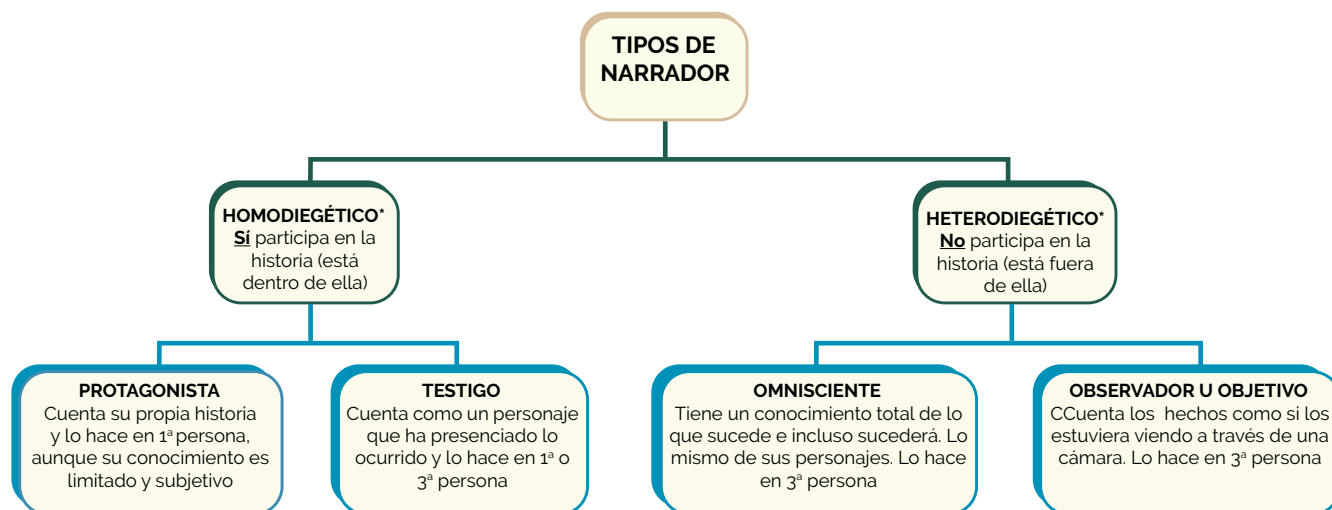 TIPOS DE
NARRADOR
HOMODIEGÉTICO*
Sí participa en la
historia (está
dentro de ella)
HETERODIEGÉTICO*
No participa en la
historia (está fuera
de ella)
PROTAGONISTA
Cuenta su propia historia
y lo hace en 1ª persona,
aunque su conocimiento es
limitado y subjetivo
TESTIGO
Cuenta como un personaje
que ha presenciado lo
ocurrido y lo hace en 1ª o
3ª persona
OMNISCIENTE
Tiene un conocimiento total de lo
que sucede e incluso sucederá. Lo
mismo de sus personajes. Lo hace
en 3ª persona
OBSERVADOR U OBJETIVO
CCuenta los hechos como si los
estuviera viendo a través de una
cámara. Lo hace en 3ª persona